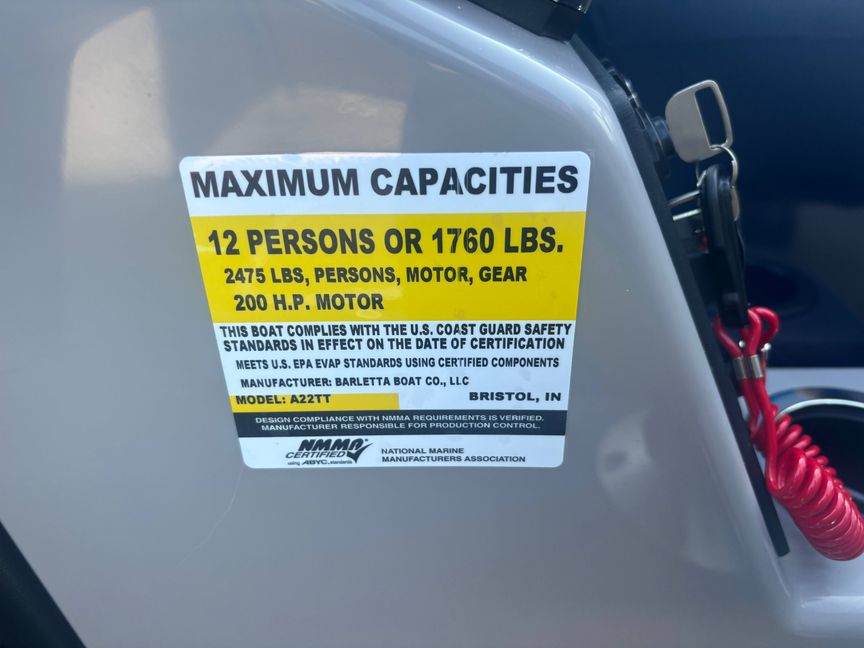 MAXIMUM CAPACITIES
12 PERSONS OR 1760 LBS.
2475 LBS, PERSONS, MOTOR, GEAR
200 H.P. MOTOR
THIS BOAT COMPLIES WITH THE U.S. COAST GUARD SAFETY
STANDARDS IN EFFECT ON THE DATE OF CERTIFICATION
MEETS U.S. EPA EVAP STANDARDS USING CERTIFIED COMPONENTS
MANUFACTURER: BARLETTA BOAT CO., LLC
MODEL: A22TT BRISTOL, IN
DESIGN COMPLIANCE WITH NMMA REQUIREMENTS IS VERIFIED.
MANUFACTURER RESPONSIBLE FOR PRODUCTION CONTROL.
NMMA
CERTIFIED
using ABYC standards
NATIONAL MARINE
MANUFACTURERS ASSOCIATION